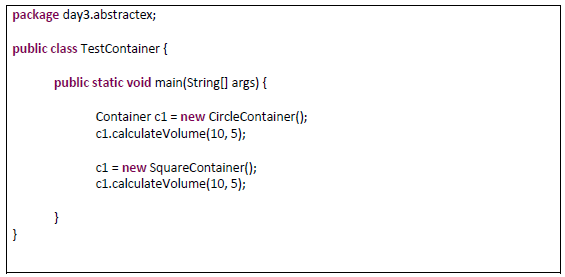 package day3.abstractex;
public class TestContainer {
public static void main(String[] args) {
Container c1 = new CircleContainer();
c1.calculateVolume(10, 5);
c1 = new SquareContainer();
c1.calculateVolume(10, 5);
}
}